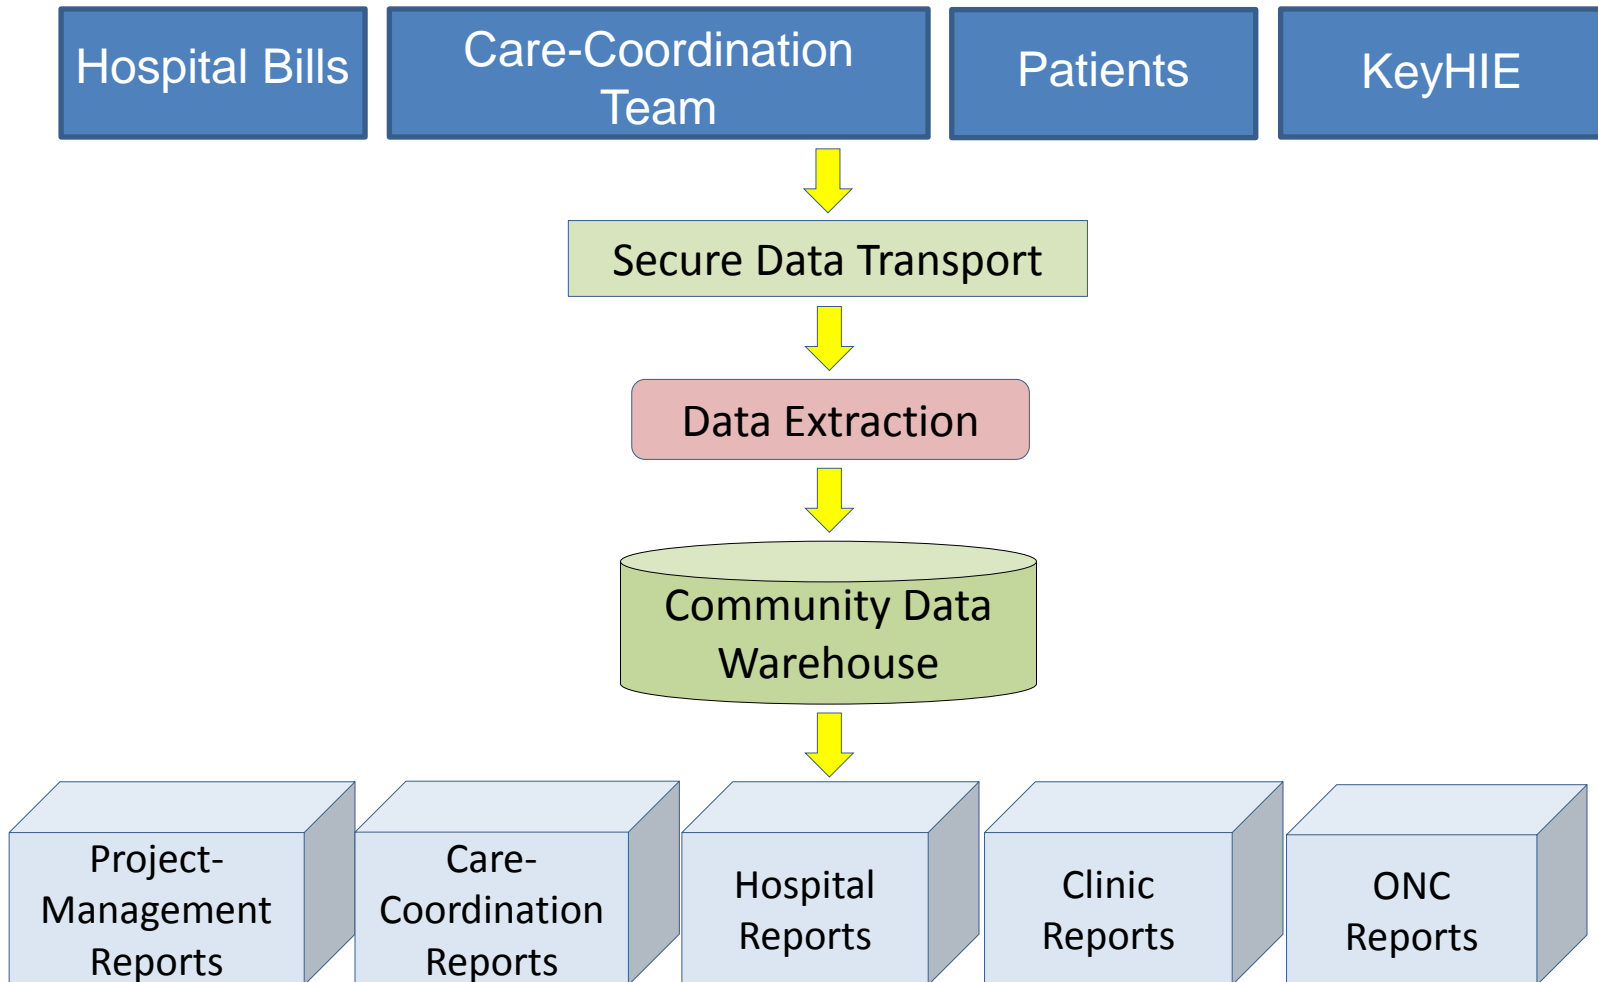 Hospital Bills
Care-Coordination
Team
Patients
KeyHIE
Secure Data Transport
Data Extraction
Community Data
Warehouse
Project-
Management
Reports
Care-
Coordination
Reports
Hospital
Reports
Clinic
Reports
ONC
Reports